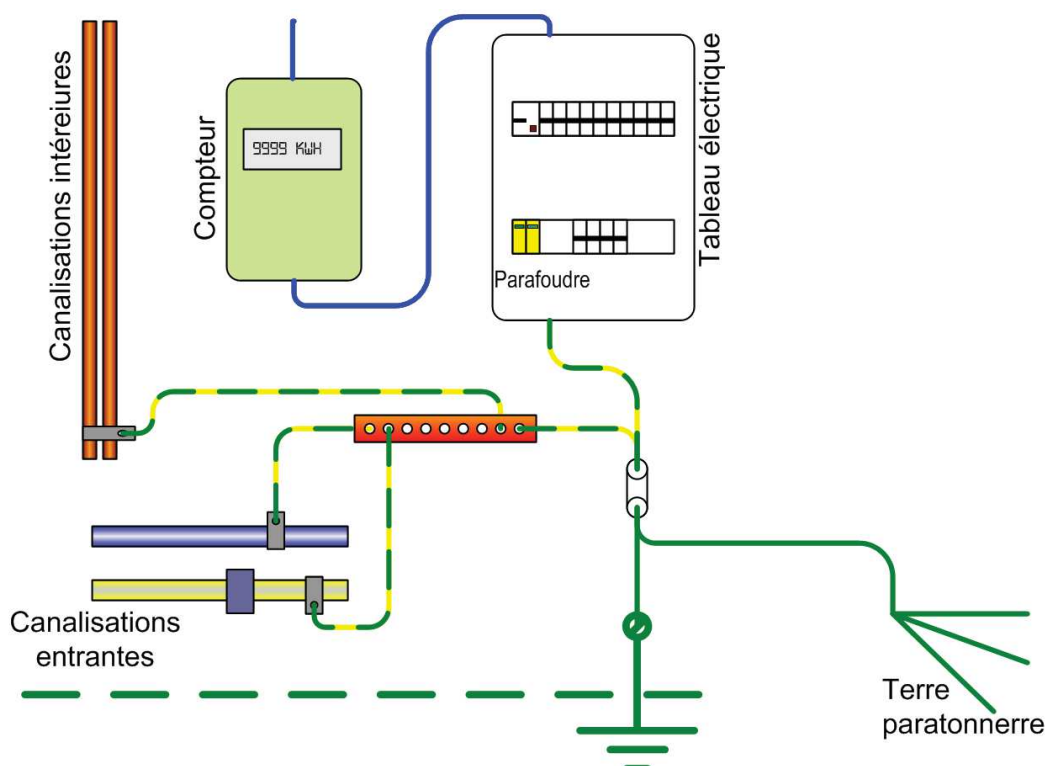 Canalisations intéreiures
Compteur
9999 KWH
Tableau électrique
Parafoudre
Canalisations
entrantes
Terre
paratonnerre